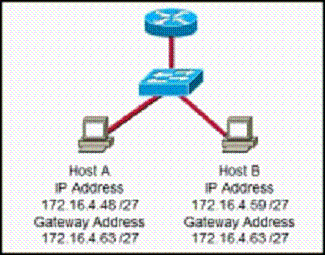 Host A
IP Address
172.16.4.48 /27
Gateway Address
172.16.4.63 /27
Host B
IP Address
172.16.4.59 /27
Gateway Address
172.16.4.63 /27